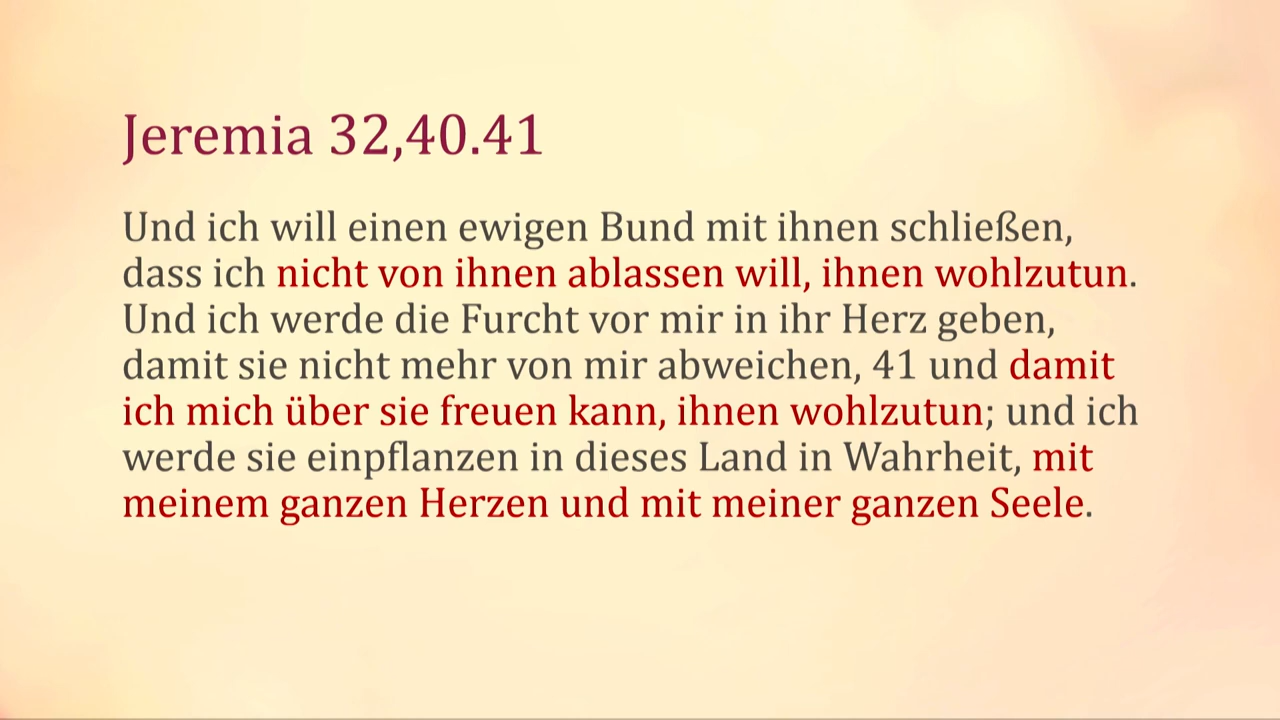 Jeremia 32,40.41
Und ich will einen ewigen Bund mit ihnen schließen,
dass ich nicht von ihnen ablassen will, ihnen wohlzutun.
Und ich werde die Furcht vor mir in ihr Herz geben,
damit sie nicht mehr von mir abweichen, 41 und damit
ich mich über sie freuen kann, ihnen wohlzutun; und ich
werde sie einpflanzen in dieses Land in Wahrheit, mit
meinem ganzen Herzen und mit meiner ganzen Seele.